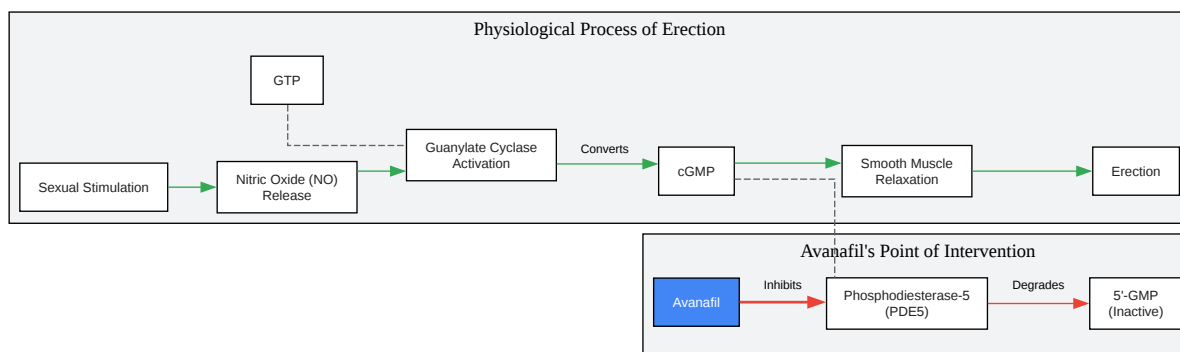 Physiological Process of Erection
GTP
Guanylate Cyclase
Activation
Converts
cGMP
Smooth Muscle
Relaxation
Erection
Sexual Stimulation
Nitric Oxide (NO)
Release
Avanafil's Point of Intervention
Avanafil
Inhibits
Phosphodiesterase-5
(PDE5)
Degrades
5'-GMP
(Inactive)